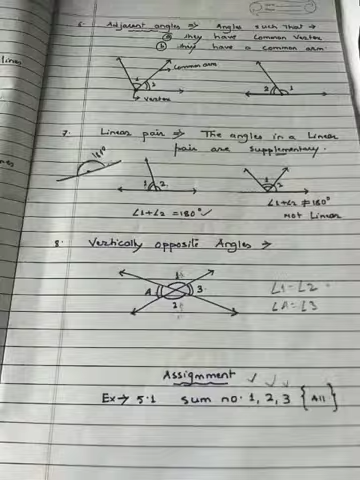 6. Adjacent angles ⇒ Angles such that →
ⓐ They have common vertex
ⓑ They have a common arm.
Common arm
1 2
2 1
Vertex
7. Linear pair ⇒ The angles in a linear
pair are supplementary.
180°
1 2
1 2
∠1+∠2 = 180° ✓
∠1+∠2 ≠ 180°
Not Linear
8. Vertically opposite Angles →
1
A 3
2
∠1 = ∠2
∠A = ∠3
Assignment
Ex → 5.1 sum no. 1, 2, 3 {All}